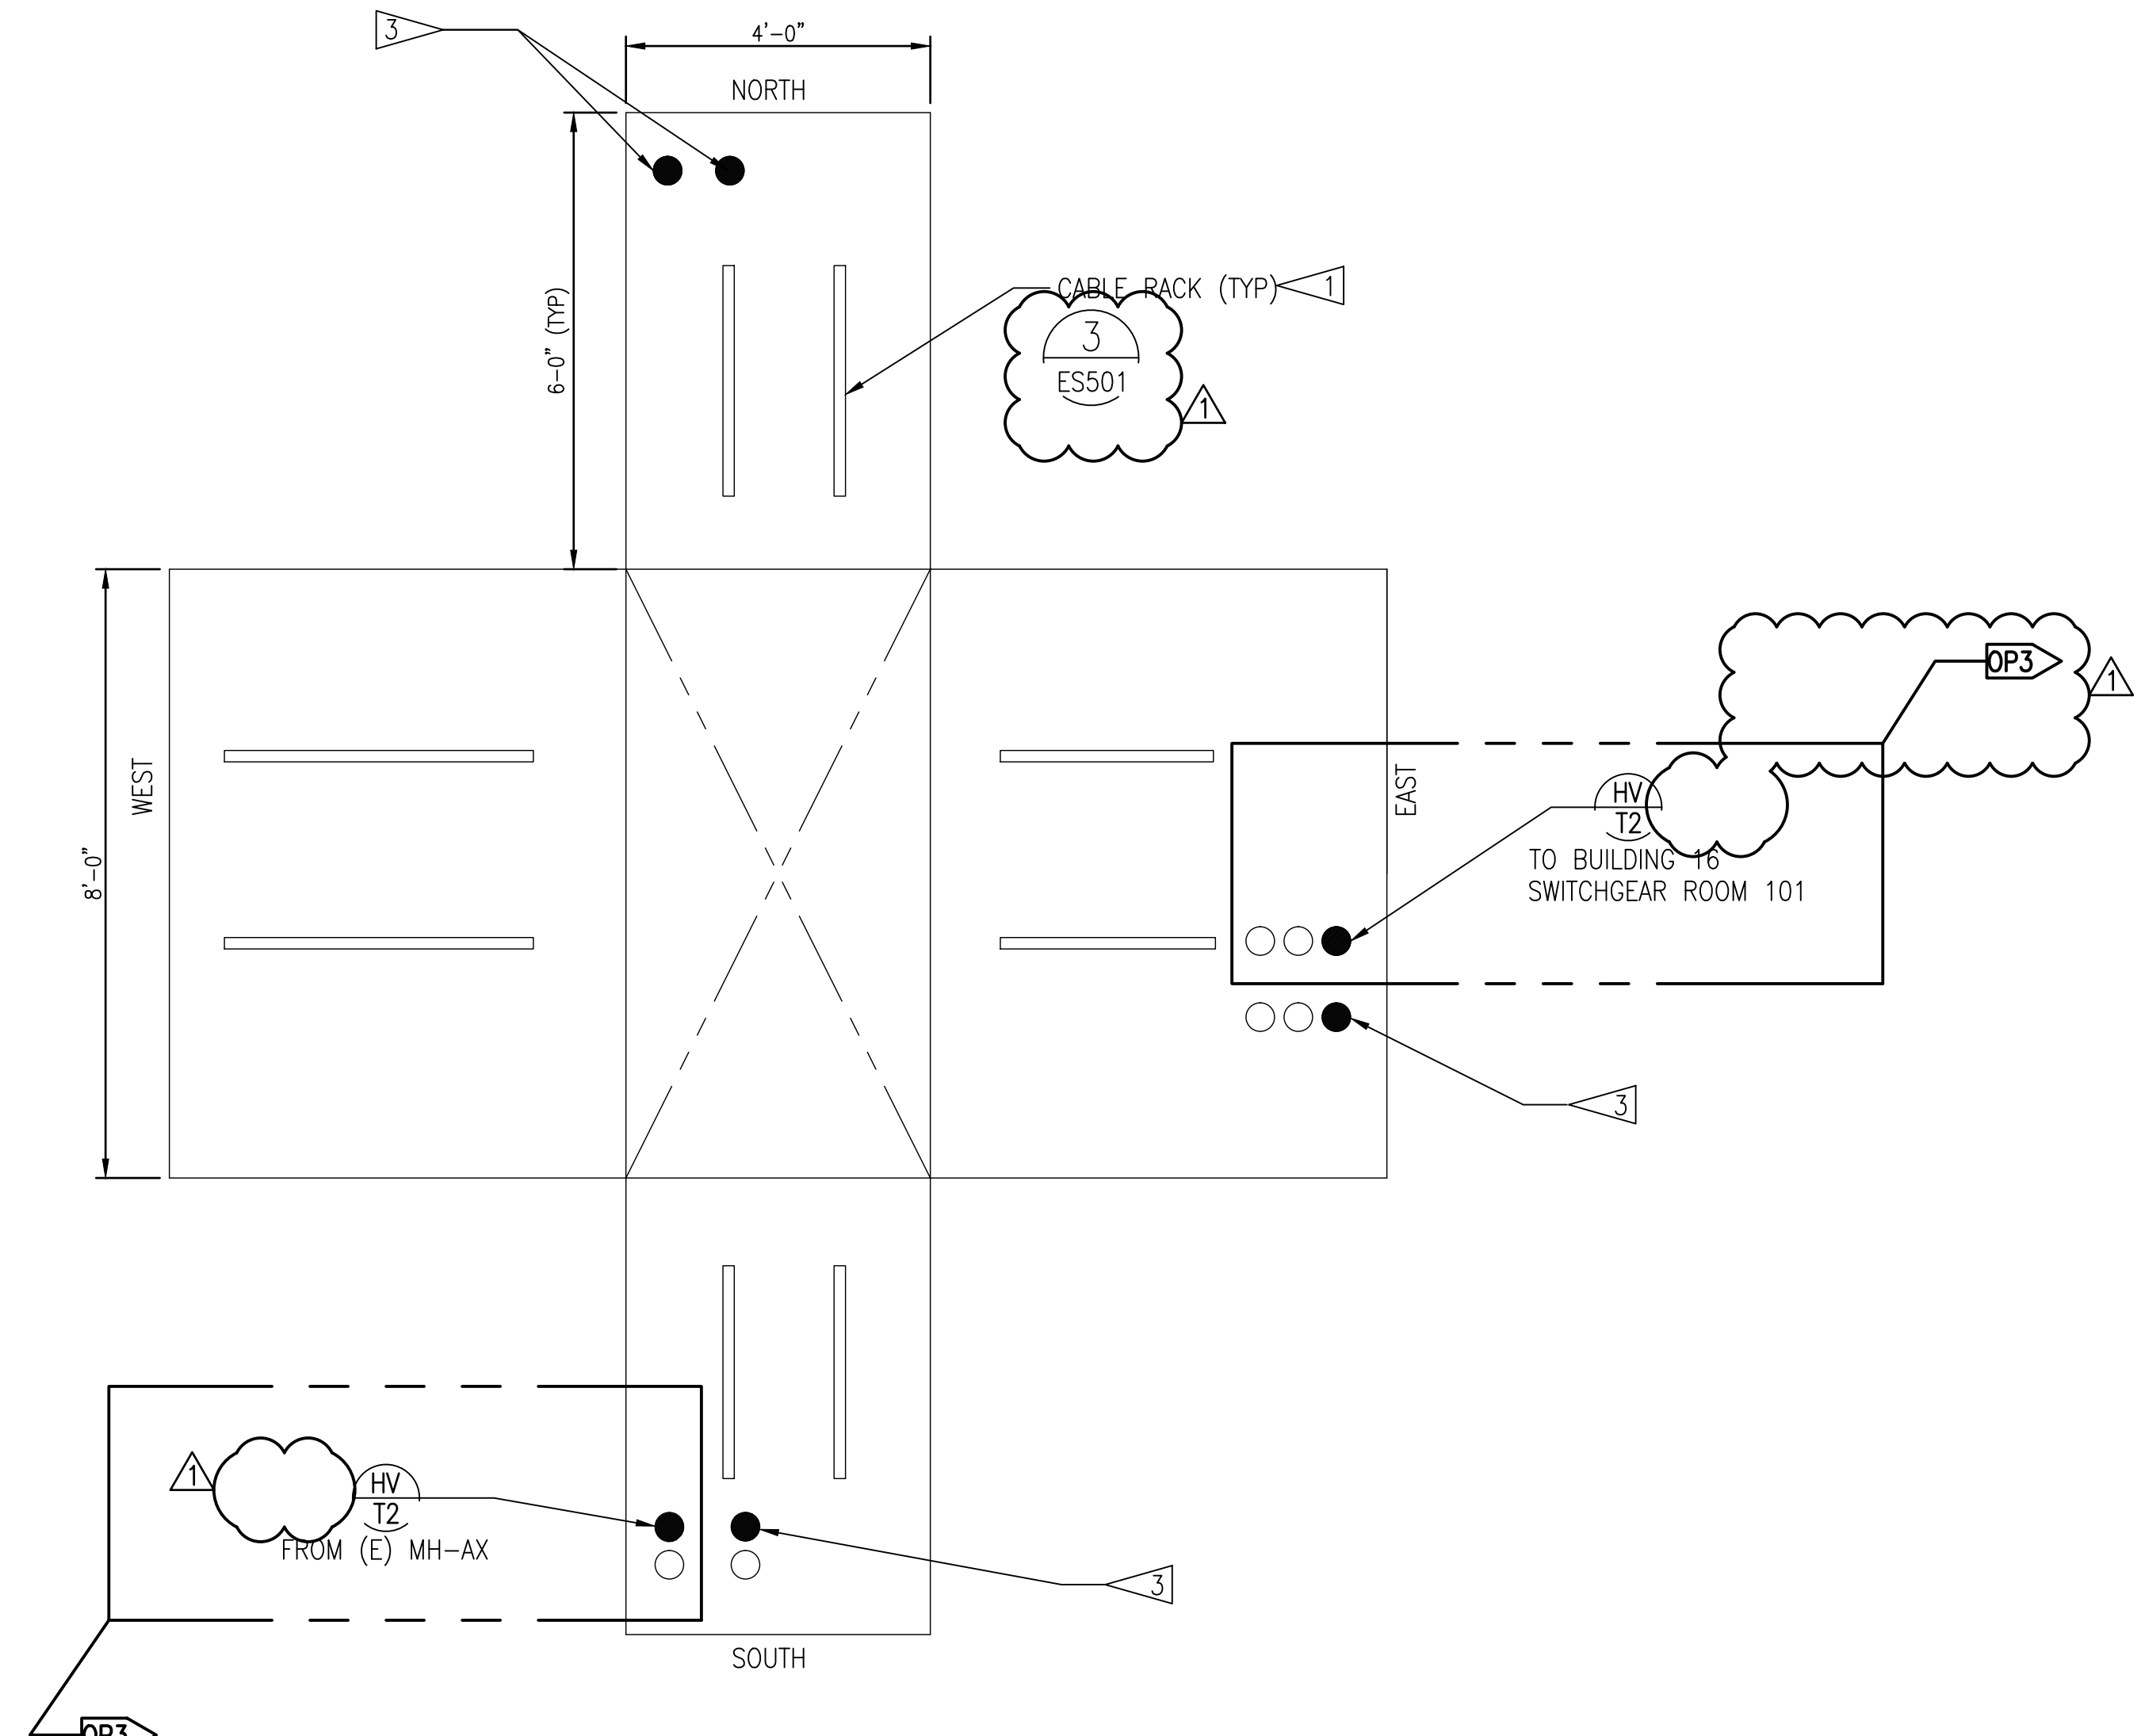 3
4'-0"
NORTH
6'-0" (TYP)
CABLE RACK (TYP)
1
3
ES501
1
OP3
1
WEST
EAST
HV
T2
TO BUILDING 16
SWITCHGEAR ROOM 101
8'-0"
3
1
HV
T2
FROM (E) MH-AX
3
SOUTH
OP3